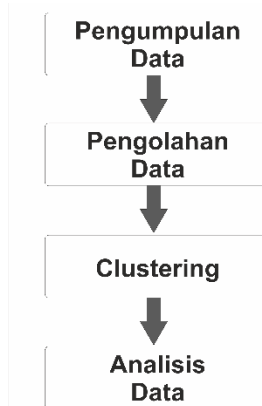 Pengumpulan
Data
Pengolahan
Data
Clustering
Analisis
Data